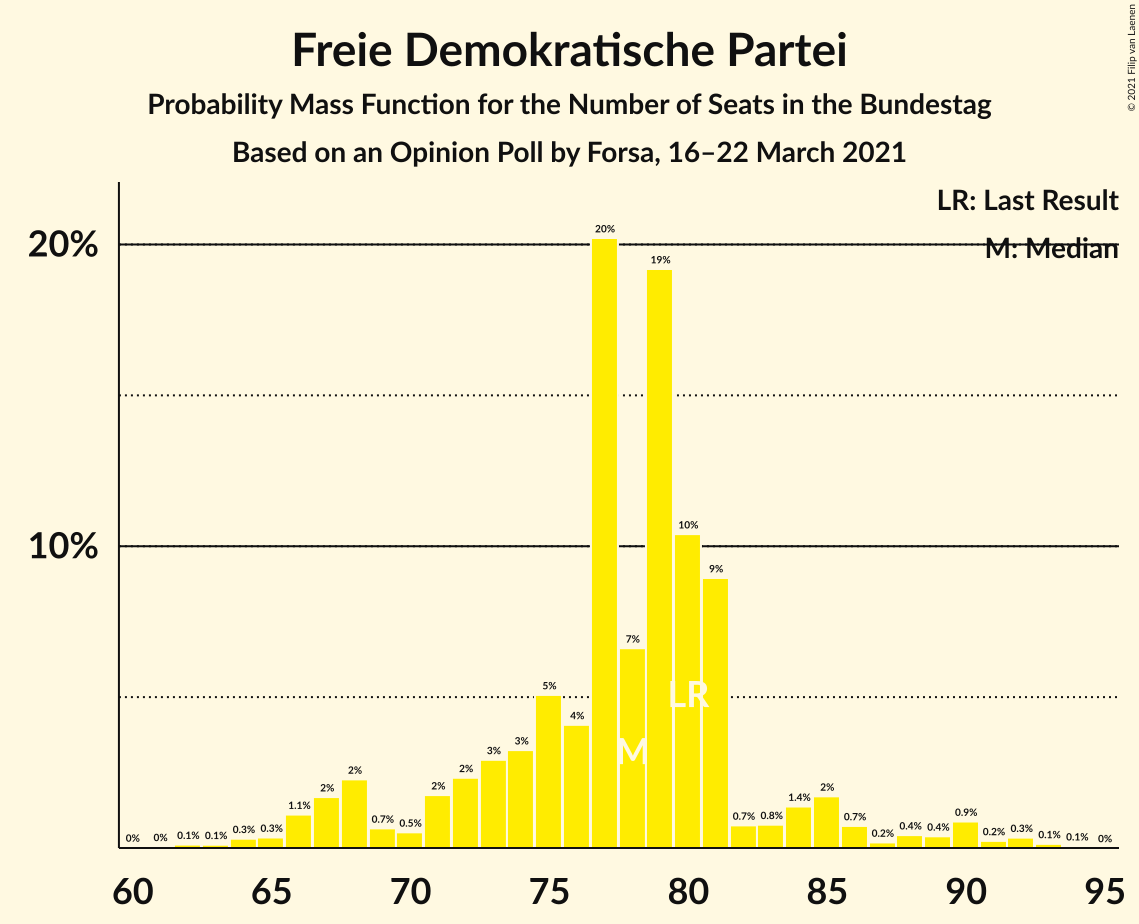 © 2021 Filip van Laenen
Freie Demokratische Partei
Probability Mass Function for the Number of Seats in the Bundestag
Based on an Opinion Poll by Forsa, 16–22 March 2021
LR: Last Result
M: Median
20%
10%
0% 0% 0.1% 0.1% 0.3% 0.3% 1.1% 2% 2% 0.7% 0.5% 2% 2% 3% 3% 5% 4% 20% 7% 19% 10% 9% 0.7% 0.8% 1.4% 2% 0.7% 0.2% 0.4% 0.4% 0.9% 0.2% 0.3% 0.1% 0.1% 0%
LR
M
60 65 70 75 80 85 90 95